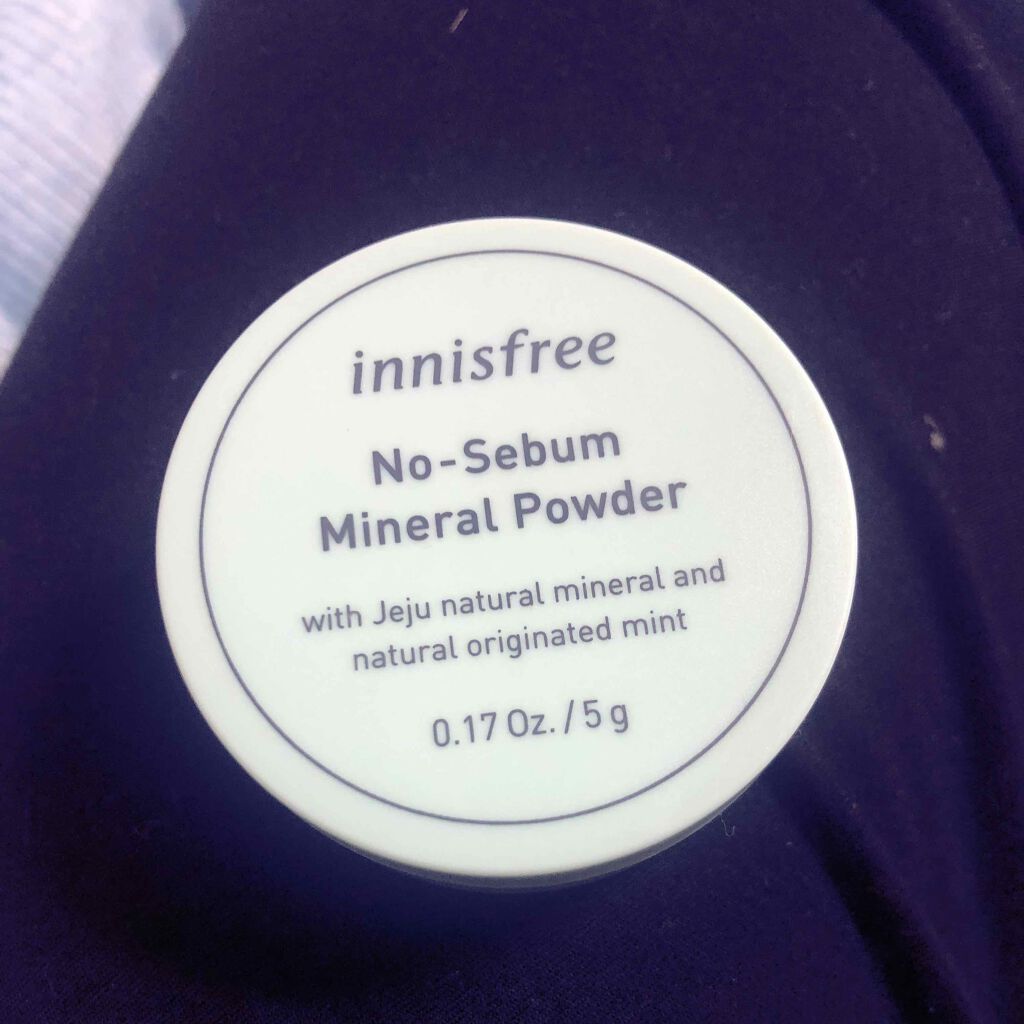 innisfree
No-Sebum
Mineral Powder
with Jeju natural mineral and
natural originated mint
0.17 Oz. / 5 g